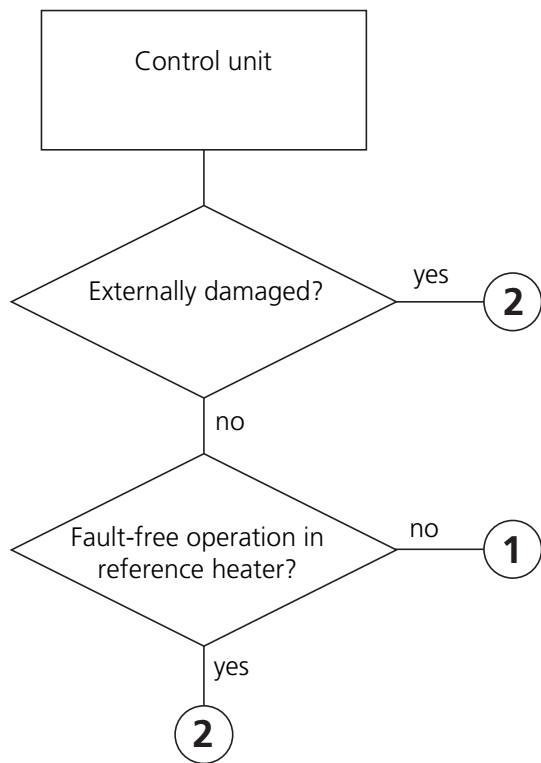 Control unit
Externally damaged?
yes
2
no
Fault-free operation in
reference heater?
no
1
yes
2